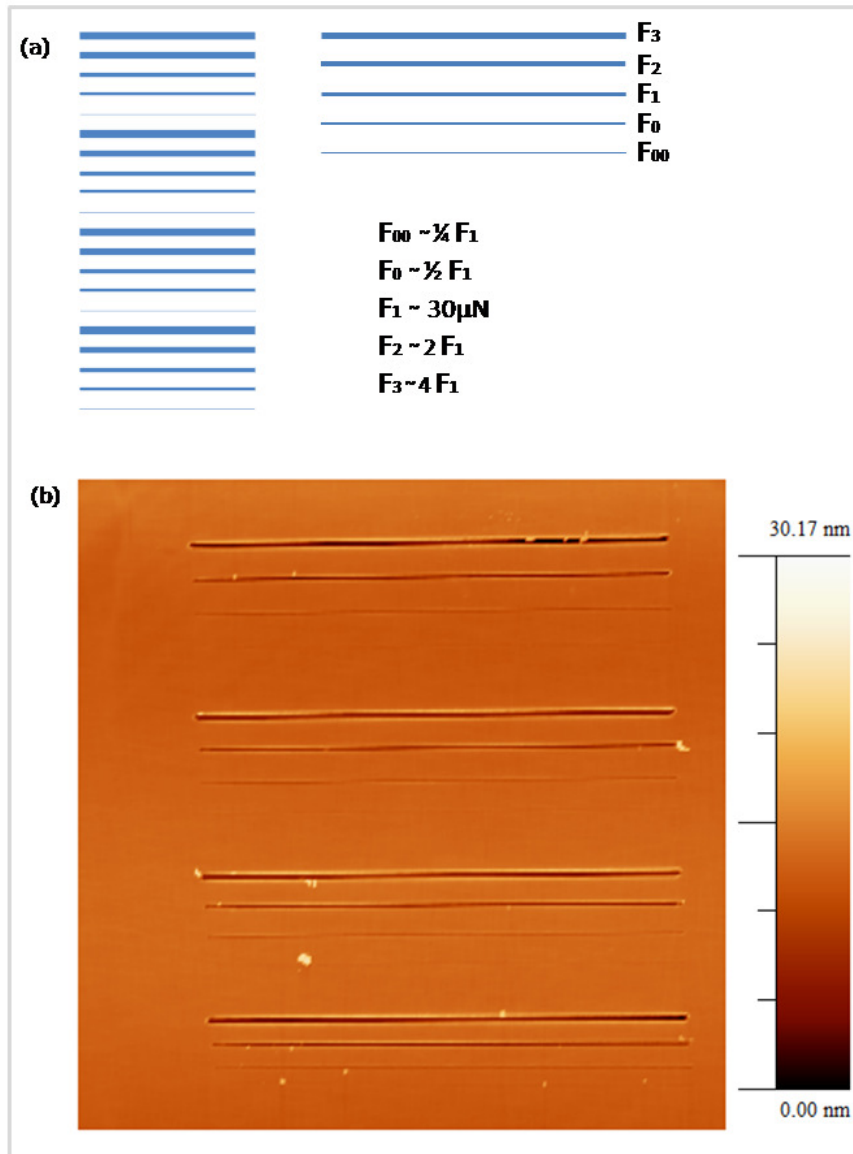 (a)
F₃
F₂
F₁
F₀
F₀₀
F₀₀ ~ ¼ F₁
F₀ ~ ½ F₁
F₁ ~ 30µN
F₂ ~ 2 F₁
F₃ ~ 4 F₁
(b)
30.17 nm
0.00 nm